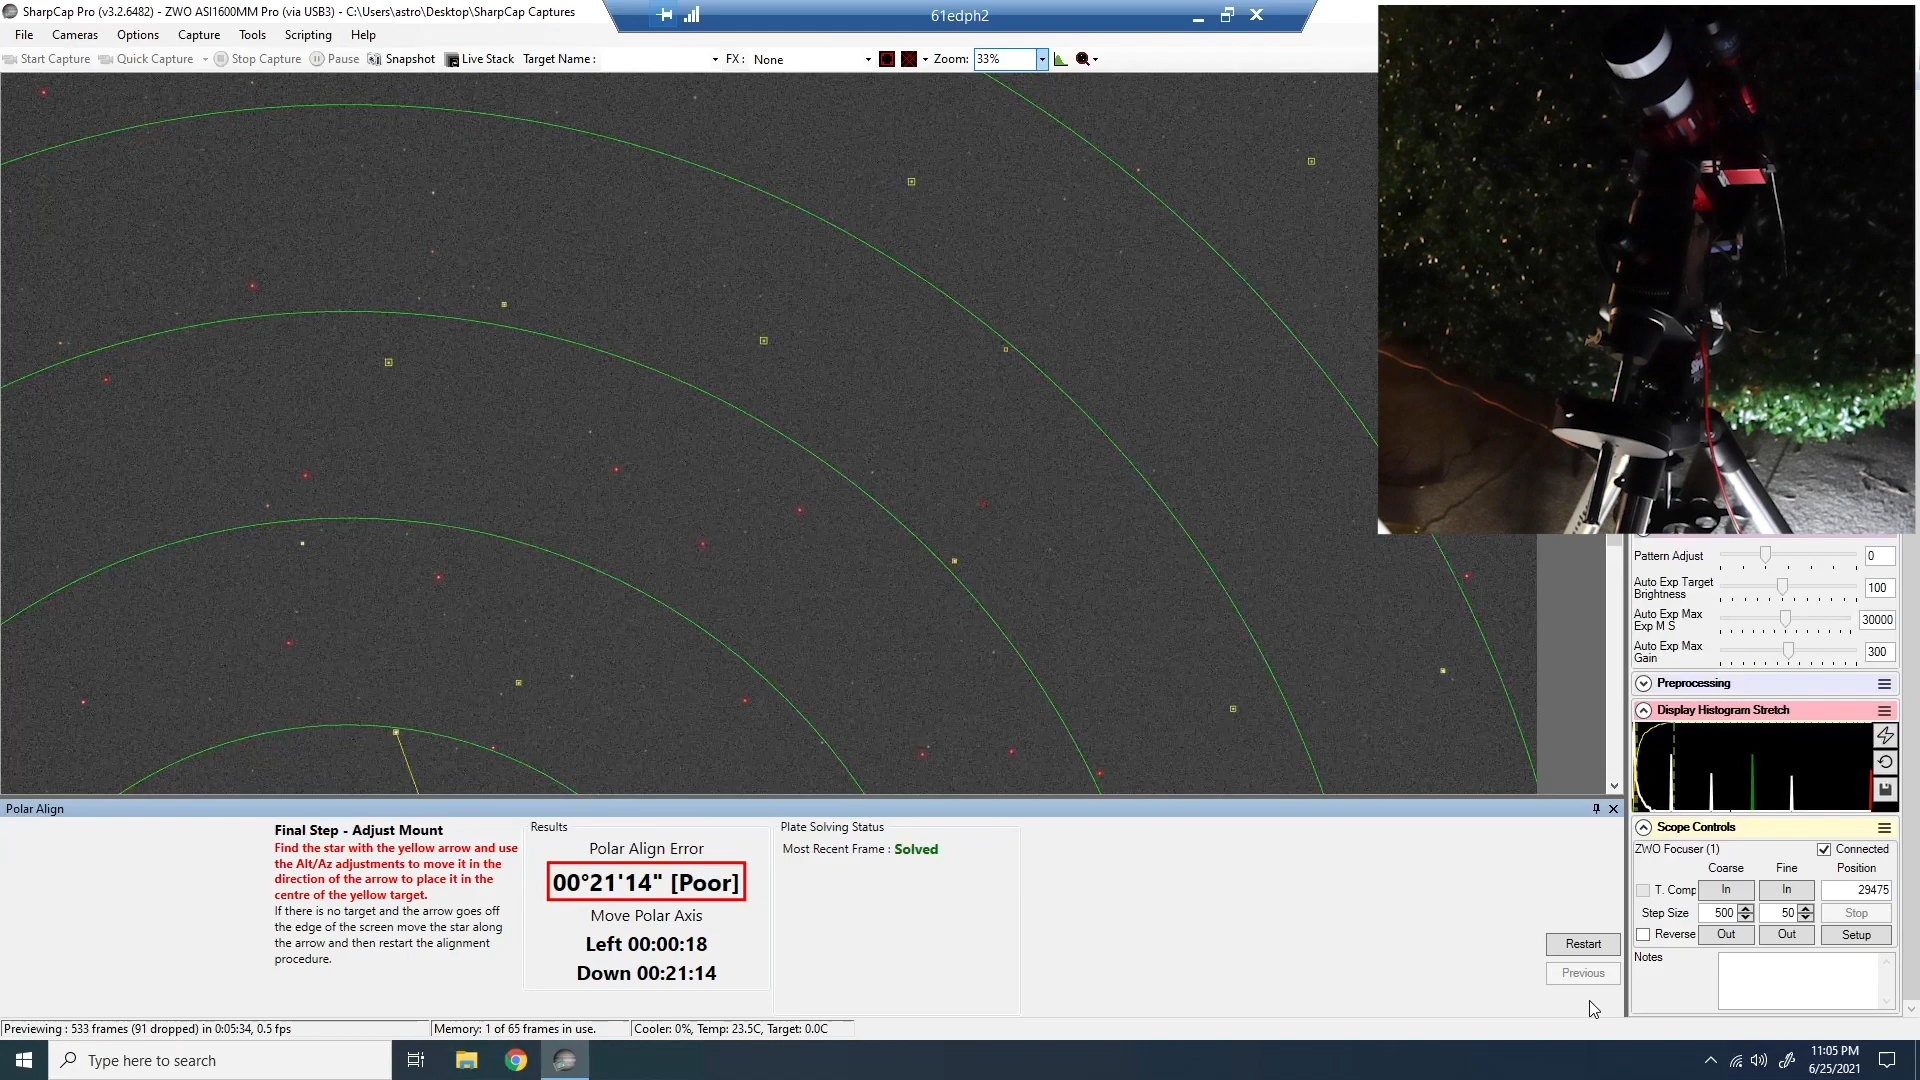 SharpCap Pro (v3.2.6482) - ZWO ASI1600MM Pro (via USB3) - C:\Users\astro\Desktop\SharpCap Captures
61edph2
File Cameras Options Capture Tools Scripting Help
Start Capture Quick Capture Stop Capture Pause Snapshot Live Stack Target Name : FX : None Zoom: 33%
Pattern Adjust 0
Auto Exp Target
Brightness 100
Auto Exp Max
Exp M S 30000
Auto Exp Max
Gain 300
Preprocessing
Display Histogram Stretch
Polar Align
Final Step - Adjust Mount
Find the star with the yellow arrow and use
the Alt/Az adjustments to move it in the
direction of the arrow to place it in the
centre of the yellow target.
If there is no target and the arrow goes off
the edge of the screen move the star along
the arrow and then restart the alignment
procedure.
Results
Polar Align Error
00°21'14" [Poor]
Move Polar Axis
Left 00:00:18
Down 00:21:14
Plate Solving Status
Most Recent Frame : Solved
Restart
Previous
Scope Controls
ZWO Focuser (1) Connected
Coarse Fine Position
T. Comp In In 29475
Step Size 500 50 Stop
Reverse Out Out Setup
Notes
Previewing : 533 frames (91 dropped) in 0:05:34, 0.5 fps
Memory: 1 of 65 frames in use.
Cooler: 0%, Temp: 23.5C, Target: 0.0C
Type here to search
11:05 PM
6/25/2021